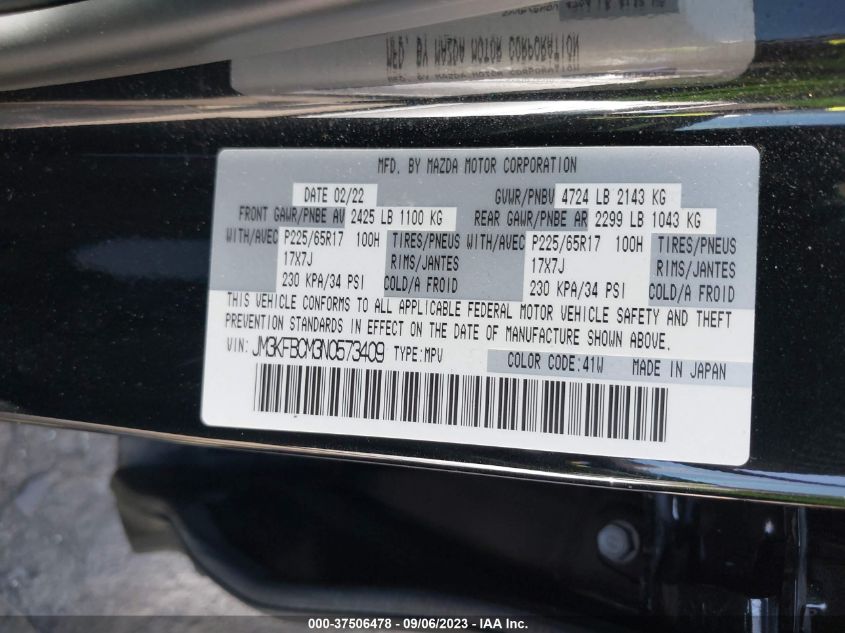 MFD. BY MAZDA MOTOR CORPORATION
MFD. BY MAZDA MOTOR CORPORATION
DATE 02/22 GVWR/PNBV 4724 LB 2143 KG
FRONT GAWR/PNBE AV 2425 LB 1100 KG REAR GAWR/PNBE AR 2299 LB 1043 KG
WITH/AVEC P225/65R17 100H TIRES/PNEUS WITH/AVEC P225/65R17 100H TIRES/PNEUS
17X7J RIMS/JANTES 17X7J RIMS/JANTES
230 KPA/34 PSI COLD/A FROID 230 KPA/34 PSI COLD/A FROID
THIS VEHICLE CONFORMS TO ALL APPLICABLE FEDERAL MOTOR VEHICLE SAFETY AND THEFT
PREVENTION STANDARDS IN EFFECT ON THE DATE OF MANUFACTURE SHOWN ABOVE.
VIN: JM3KFBCM3N0573409 TYPE:MPV COLOR CODE:41W MADE IN JAPAN
000-37506478 - 09/06/2023 - IAA Inc.